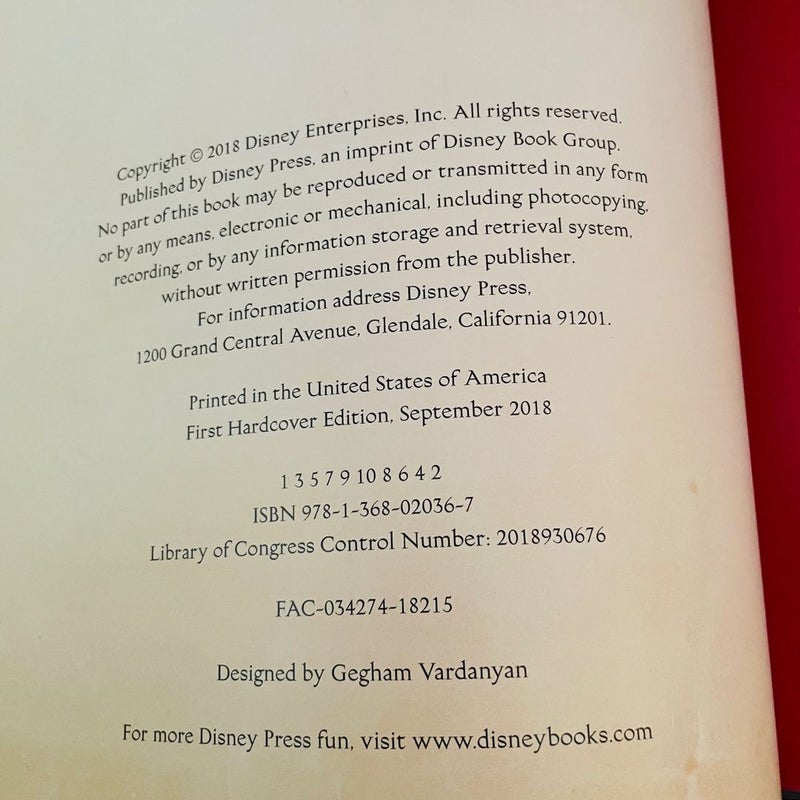 Copyright © 2018 Disney Enterprises, Inc. All rights reserved.
Published by Disney Press, an imprint of Disney Book Group.
No part of this book may be reproduced or transmitted in any form
or by any means, electronic or mechanical, including photocopying,
recording, or by any information storage and retrieval system,
without written permission from the publisher.
For information address Disney Press,
1200 Grand Central Avenue, Glendale, California 91201.
Printed in the United States of America
First Hardcover Edition, September 2018
1 3 5 7 9 10 8 6 4 2
ISBN 978-1-368-02036-7
Library of Congress Control Number: 2018930676
FAC-034274-18215
Designed by Gegham Vardanyan
For more Disney Press fun, visit www.disneybooks.com